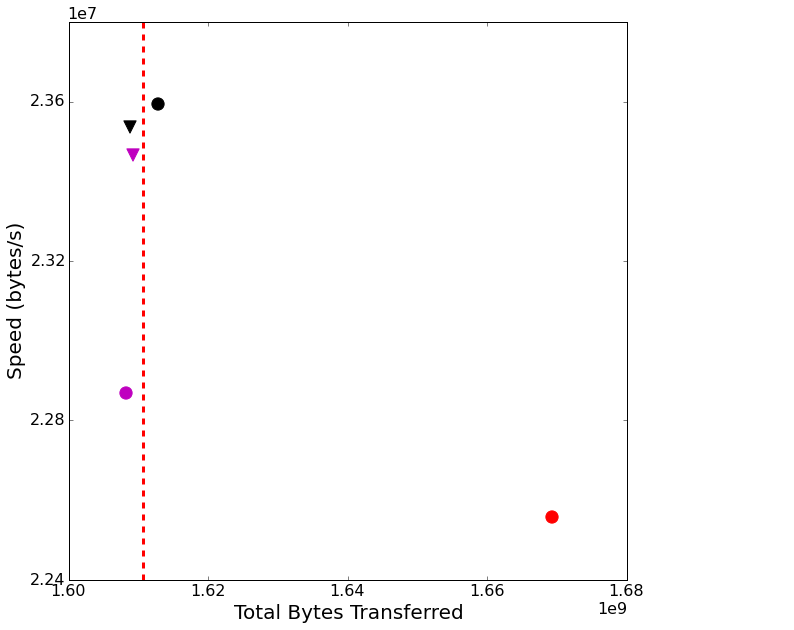 1e7
2.36
2.32
2.28
2.24
Speed (bytes/s)
1.60 1.62 1.64 1.66 1.68
Total Bytes Transferred
1e9